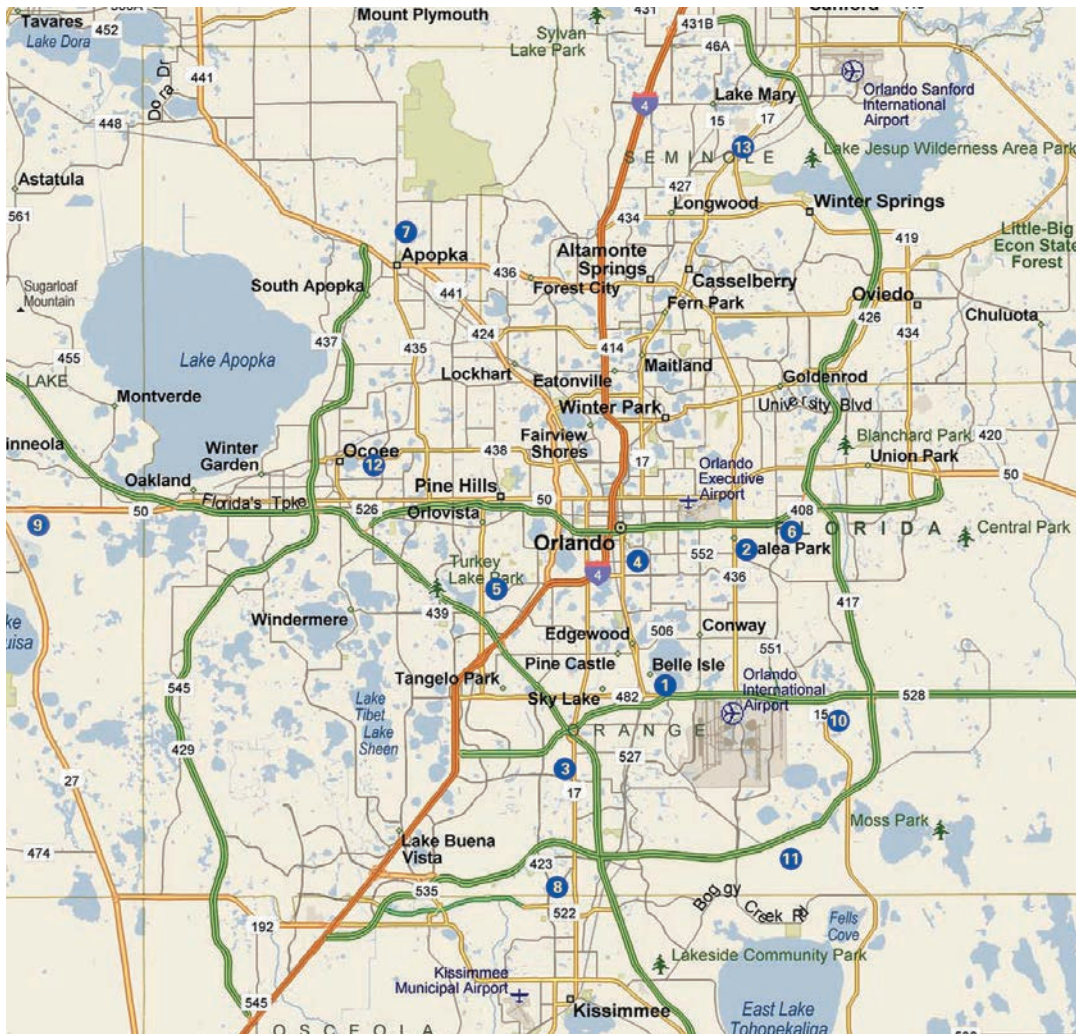 Tavares
452
Lake Dora
Mount Plymouth
431
431B
Sylvan
Lake Park
46A
441
Dora Dr
448
4
Lake Mary
15
17
Orlando Sanford
International
Airport
13
SEMINOLE
Lake Jesup Wilderness Area Park
Astatula
561
427
Longwood
434
Winter Springs
419
Little-Big
Econ State
Forest
7
Apopka
436
Altamonte
Springs
Forest City
Casselberry
Fern Park
Oviedo
Sugarloaf
Mountain
South Apopka
441
426
434
Chuluota
437
435
424
414
Lake Apopka
455
LAKE
Lockhart
Maitland
Eatonville
Goldenrod
Montverde
Winter Park
University Blvd
Winter
Garden
Ocoee
12
438
Fairview
Shores
17
Blanchard Park
420
Union Park
Oakland
Florida's Tpke
Pine Hills
Orlando
Executive
Airport
50
50
50
526
Orlovista
408
9
Orlando
6
FLORIDA
Central Park
552
2
4
Turkey
Lake Park
5
4
436
Windermere
439
417
Edgewood
506
Conway
551
Pine Castle
Belle Isle
545
Tangelo Park
Sky Lake
482
1
Orlando
International
Airport
528
Lake
Tibet
Lake
Sheen
ORANGE
15
10
429
527
3
17
27
474
Lake Buena
Vista
Moss Park
11
423
8
535
522
Boggy Creek Rd
Fells
Cove
192
Lakeside Community Park
Kissimmee
Municipal Airport
545
Kissimmee
East Lake
Tohopekaliga
OSCEOLA